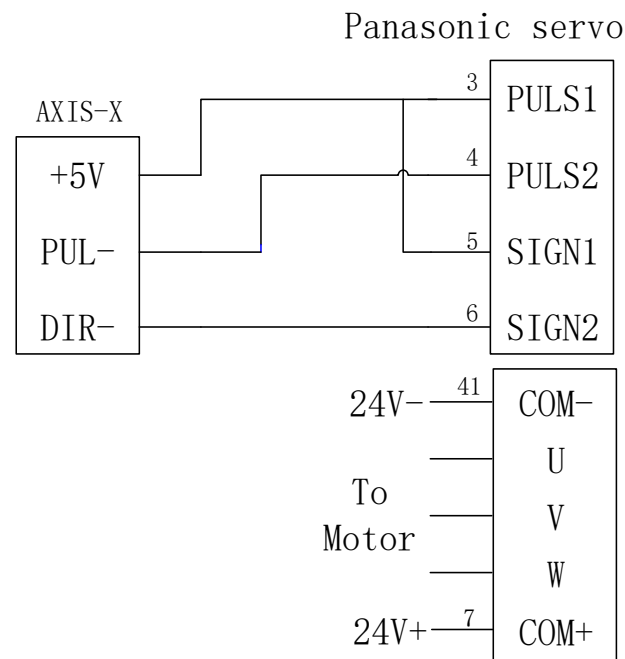 Panasonic servo
AXIS-X
+5V
PUL-
DIR-
3
PULS1
4
PULS2
5
SIGN1
6
SIGN2
24V-
41
COM-
U
To
Motor
V
W
24V+
7
COM+